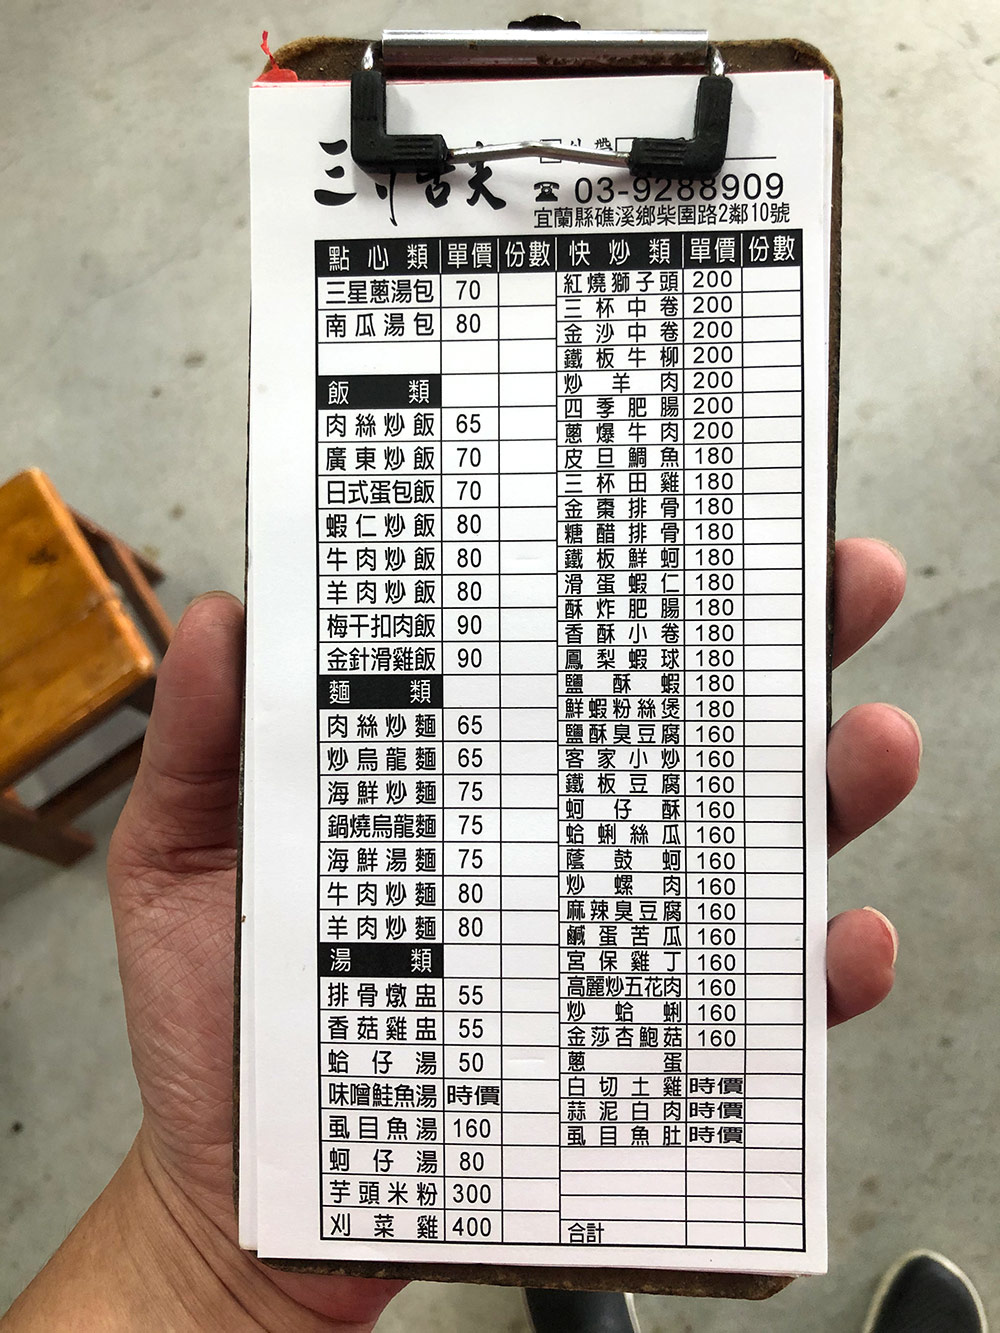 三
外帶
☎ 03-9288909
宜蘭縣礁溪鄉柴圍路2鄰10號
點心類 單價 份數
三星蔥湯包 70
南瓜湯包 80
飯類
肉絲炒飯 65
廣東炒飯 70
日式蛋包飯 70
蝦仁炒飯 80
牛肉炒飯 80
羊肉炒飯 80
梅干扣肉飯 90
金針滑雞飯 90
麵類
肉絲炒麵 65
炒烏龍麵 65
海鮮炒麵 75
鍋燒烏龍麵 75
海鮮湯麵 75
牛肉炒麵 80
羊肉炒麵 80
湯類
排骨燉盅 55
香菇雞盅 55
蛤仔湯 50
味噌鮭魚湯 時價
虱目魚湯 160
蚵仔湯 80
芋頭米粉 300
刈菜雞 400
快炒類 單價 份數
紅燒獅子頭 200
三杯中卷 200
金沙中卷 200
鐵板牛柳 200
炒羊肉 200
四季肥腸 200
蔥爆牛肉 200
皮旦鯛魚 180
三杯田雞 180
金棗排骨 180
糖醋排骨 180
鐵板鮮蚵 180
滑蛋蝦仁 180
酥炸肥腸 180
香酥小卷 180
鳳梨蝦球 180
鹽酥蝦 180
鮮蝦粉絲煲 180
鹽酥臭豆腐 160
客家小炒 160
鐵板豆腐 160
蚵仔酥 160
蛤蜊絲瓜 160
蔭鼓蚵 160
炒螺肉 160
麻辣臭豆腐 160
鹹蛋苦瓜 160
宮保雞丁 160
高麗炒五花肉 160
炒蛤蜊 160
金莎杏鮑菇 160
蔥蛋
白切土雞 時價
蒜泥白肉 時價
虱目魚肚 時價
合計